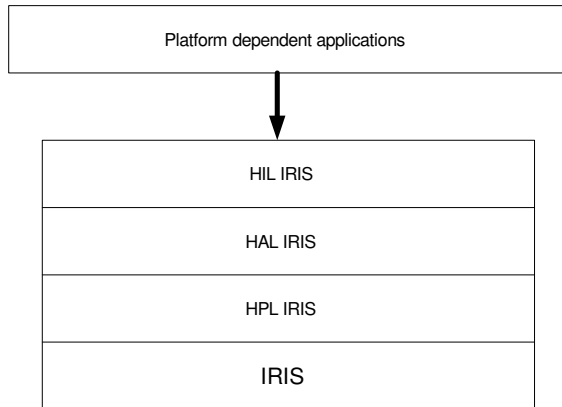 Platform dependent applications
HIL IRIS
HAL IRIS
HPL IRIS
IRIS